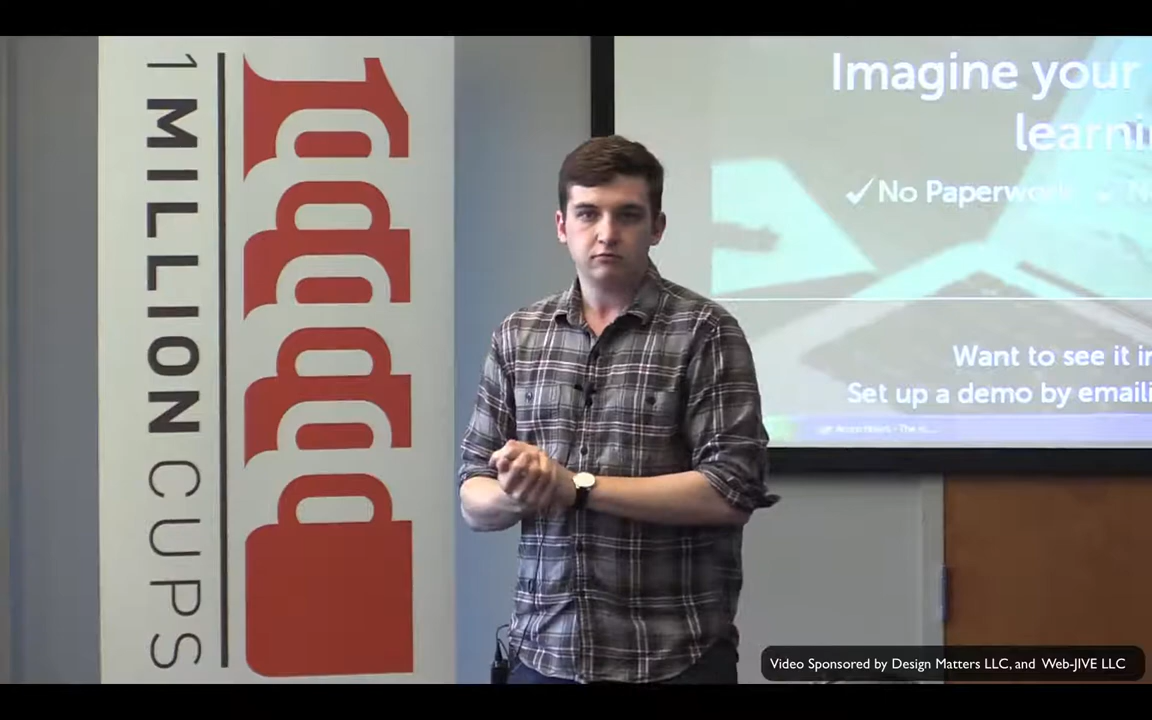 1 MILLION CUPS
Imagine your
learni
✓ No Paperwork
Want to see it in
Set up a demo by emaili
Video Sponsored by Design Matters LLC, and Web-JIVE LLC